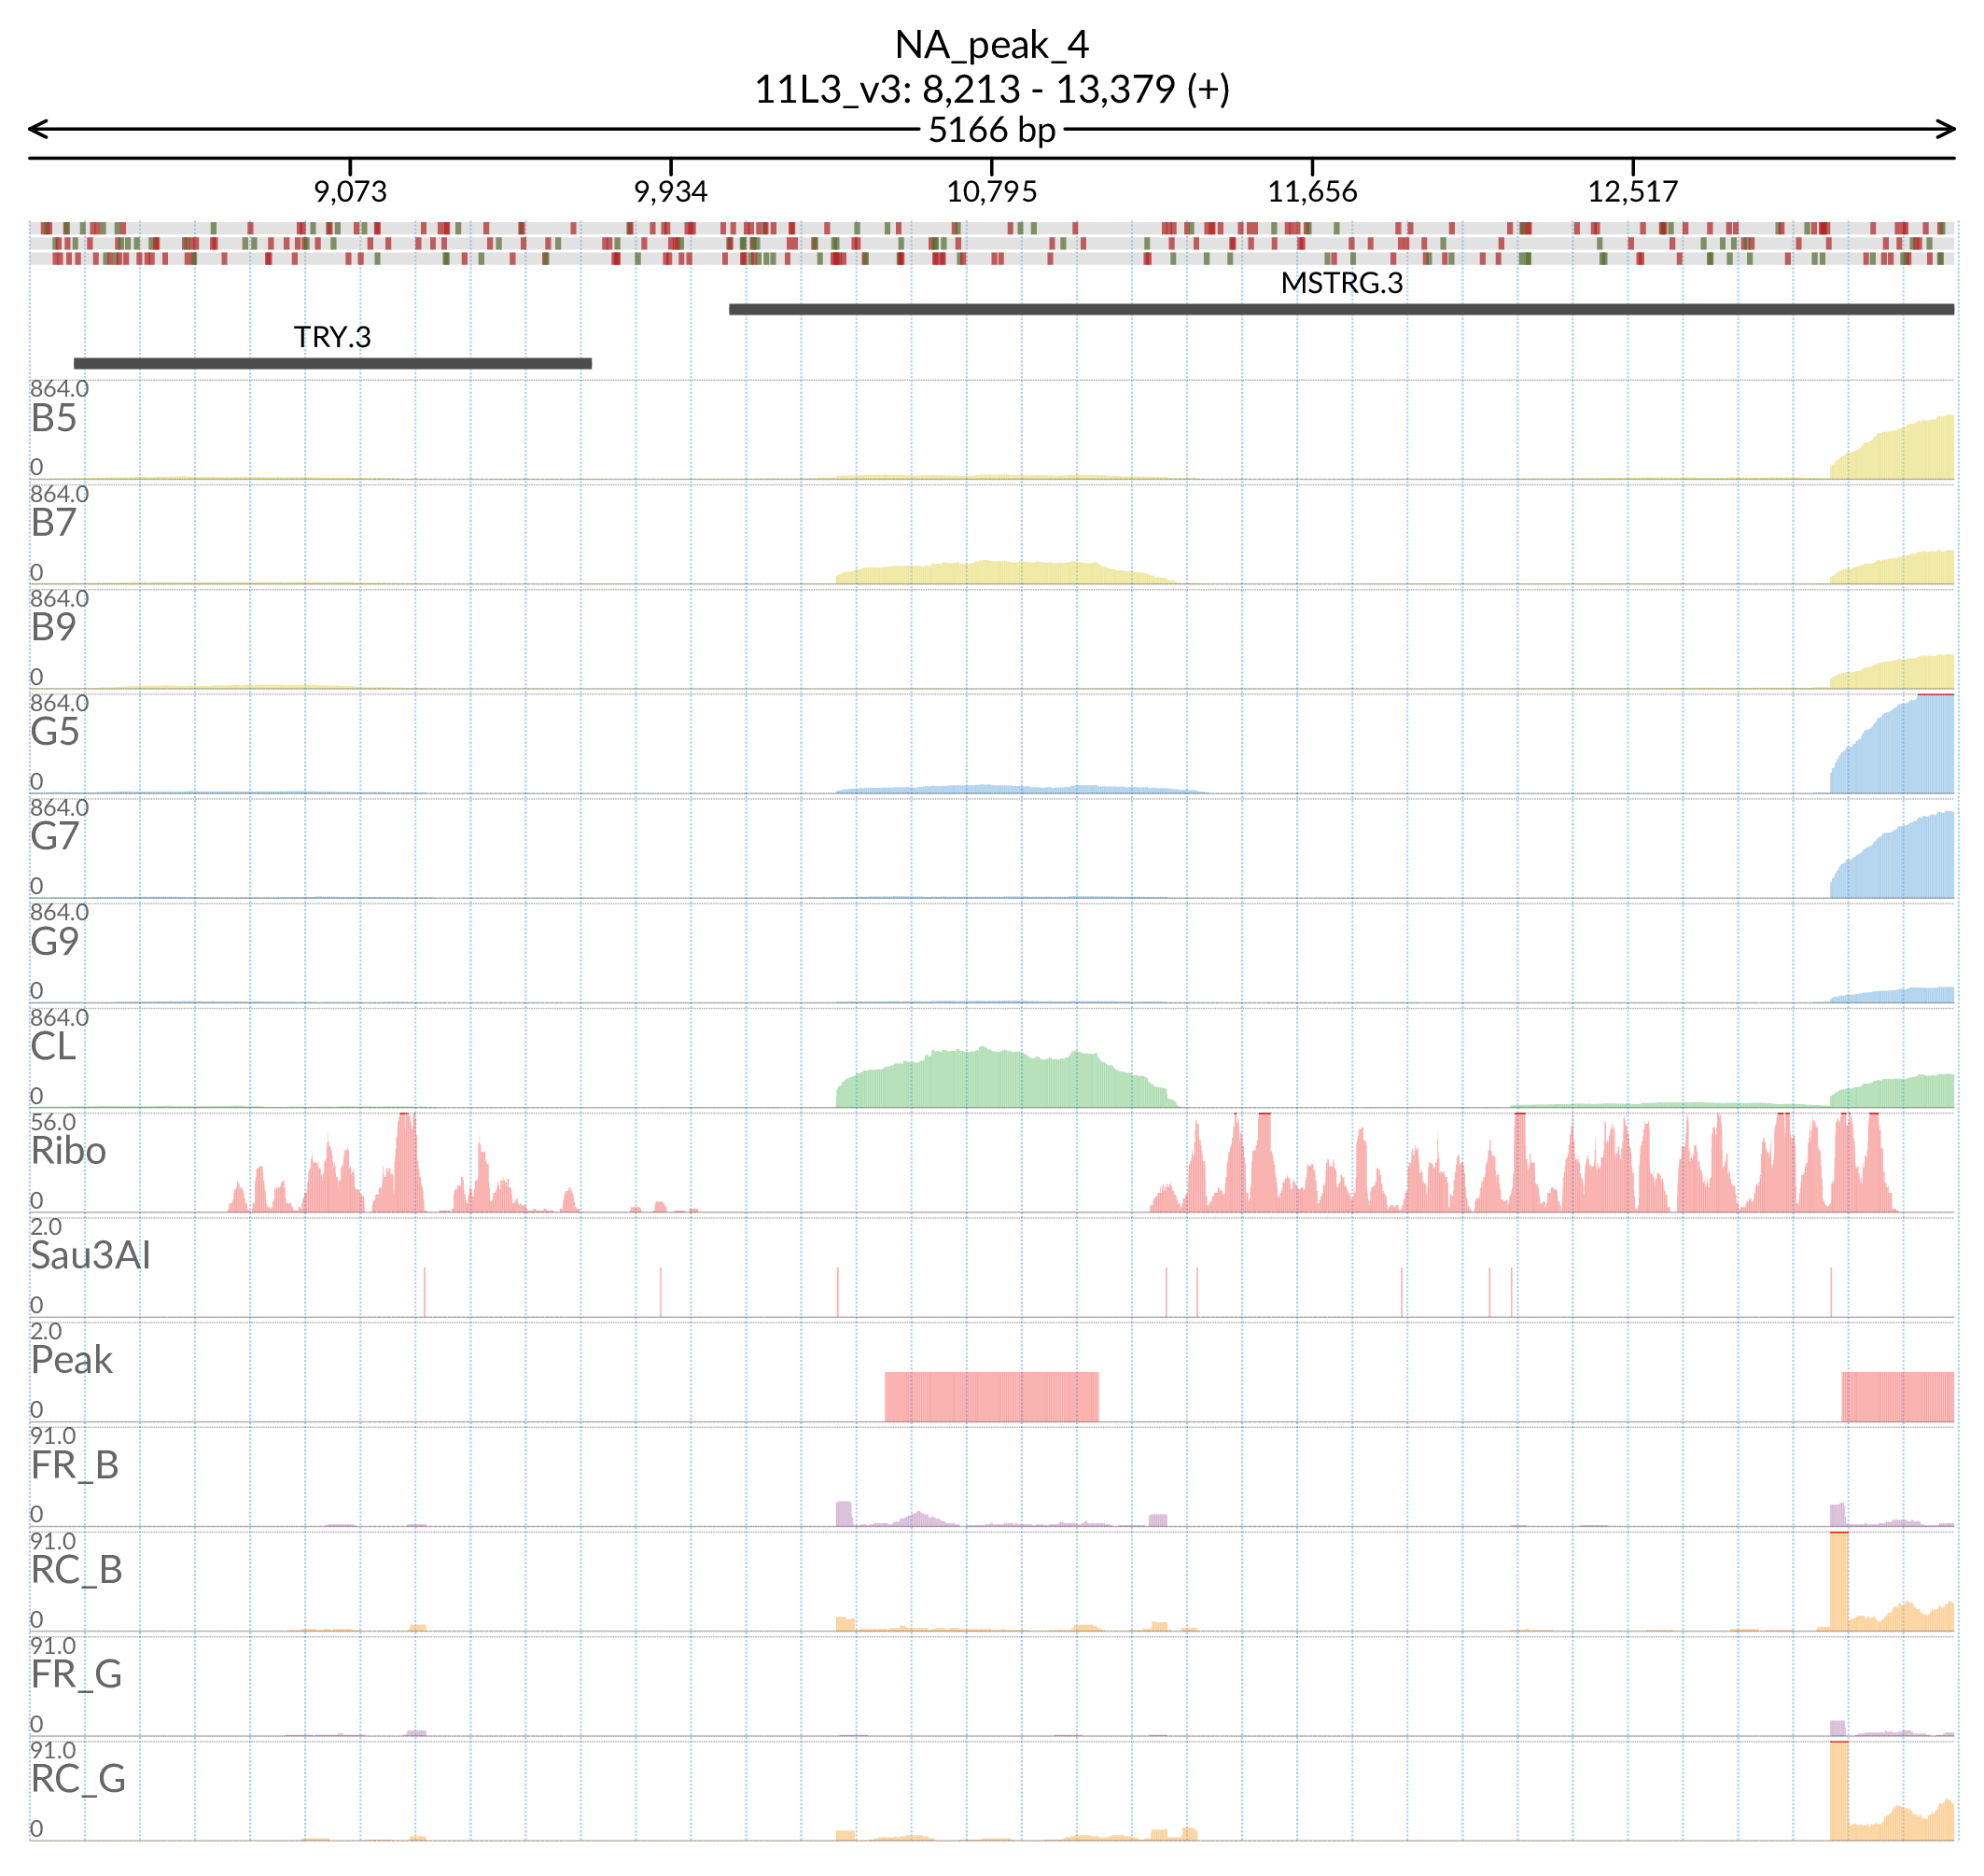 NA_peak_4
11L3_v3: 8,213 - 13,379 (+)
5166 bp
9,073 9,934 10,795 11,656 12,517
MSTRG.3
TRY.3
864.0
B5
0
864.0
B7
0
864.0
B9
0
864.0
G5
0
864.0
G7
0
864.0
G9
0
864.0
CL
0
56.0
Ribo
0
2.0
Sau3AI
0
2.0
Peak
0
91.0
FR_B
0
91.0
RC_B
0
91.0
FR_G
0
91.0
RC_G
0